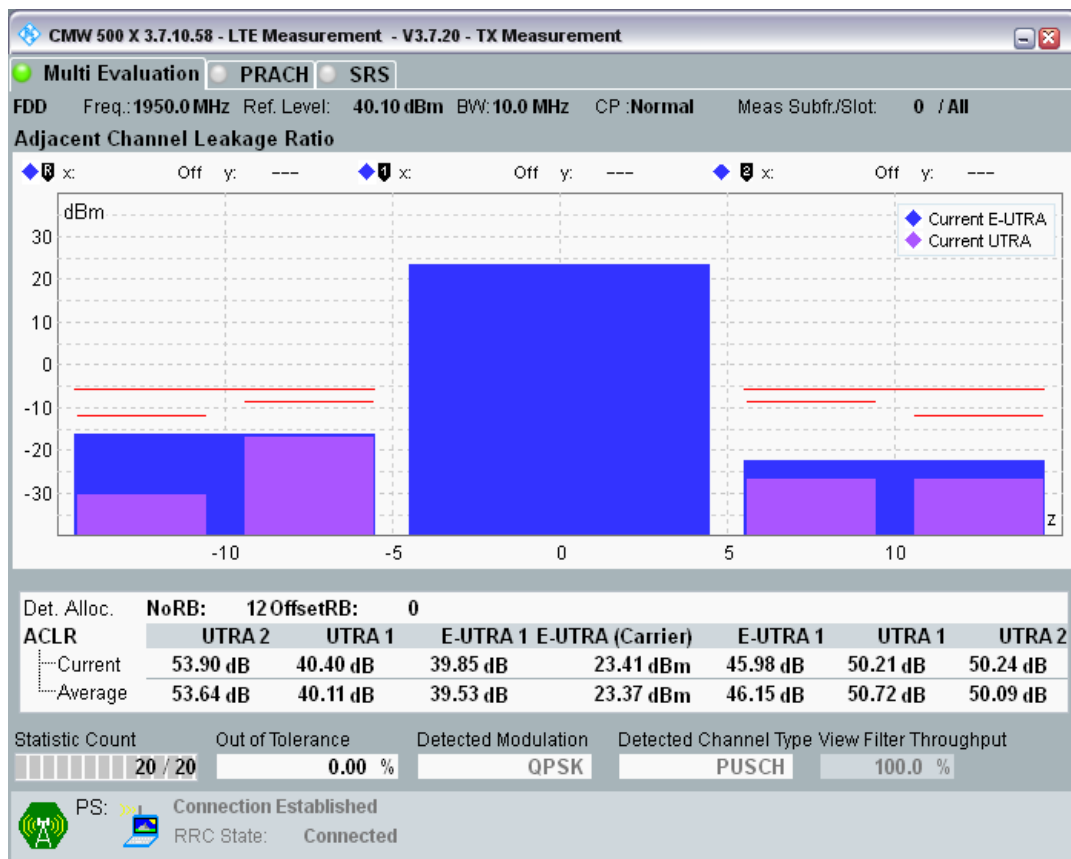 CMW 500 X 3.7.10.58 - LTE Measurement - V3.7.20 - TX Measurement
Multi Evaluation PRACH SRS
FDD Freq.:1950.0 MHz Ref. Level: 40.10 dBm BW:10.0 MHz CP :Normal Meas Subfr./Slot: 0 / All
Adjacent Channel Leakage Ratio
R x: Off y: --- 1 x: Off y: --- 2 x: Off y: ---
dBm
Current E-UTRA
Current UTRA
30
20
10
0
-10
-20
-30
z
-10 -5 0 5 10
Det. Alloc. NoRB: 12 OffsetRB: 0
ACLR UTRA 2 UTRA 1 E-UTRA 1 E-UTRA (Carrier) E-UTRA 1 UTRA 1 UTRA 2
Current 53.90 dB 40.40 dB 39.85 dB 23.41 dBm 45.98 dB 50.21 dB 50.24 dB
Average 53.64 dB 40.11 dB 39.53 dB 23.37 dBm 46.15 dB 50.72 dB 50.09 dB
Statistic Count Out of Tolerance Detected Modulation Detected Channel Type View Filter Throughput
20 / 20 0.00 % QPSK PUSCH 100.0 %
PS: Connection Established
RRC State: Connected